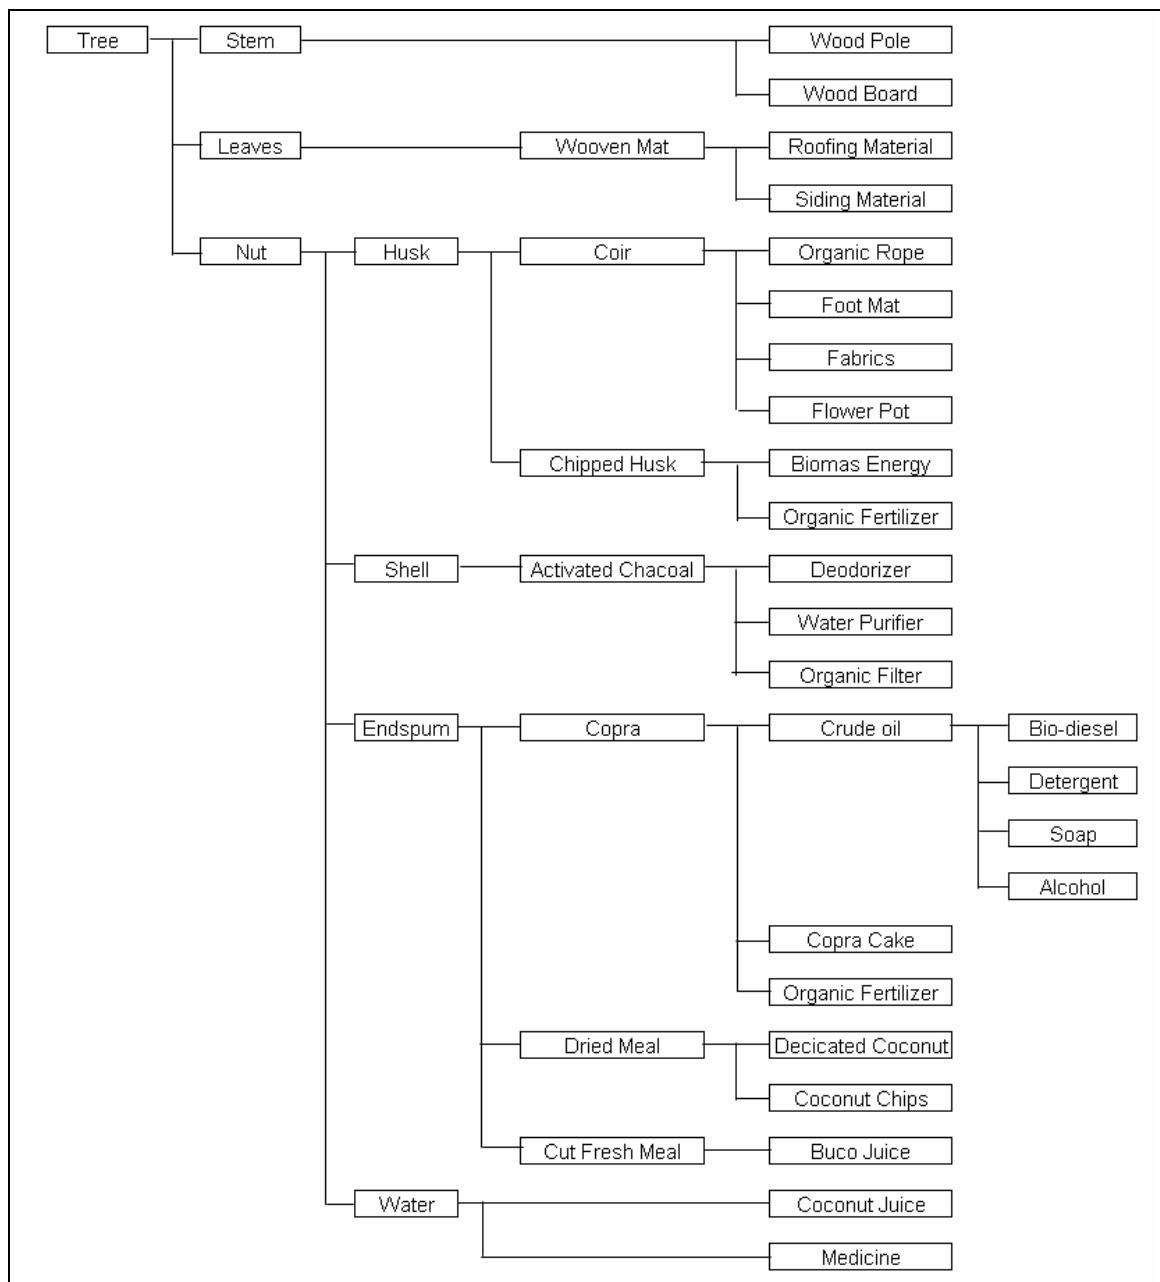 Tree
Stem
Wood Pole
Wood Board
Leaves
Wooven Mat
Roofing Material
Siding Material
Nut
Husk
Coir
Organic Rope
Foot Mat
Fabrics
Flower Pot
Chipped Husk
Biomas Energy
Organic Fertilizer
Shell
Activated Chacoal
Deodorizer
Water Purifier
Organic Filter
Endspum
Copra
Crude oil
Bio-diesel
Detergent
Soap
Alcohol
Copra Cake
Organic Fertilizer
Dried Meal
Decicated Coconut
Coconut Chips
Cut Fresh Meal
Buco Juice
Water
Coconut Juice
Medicine